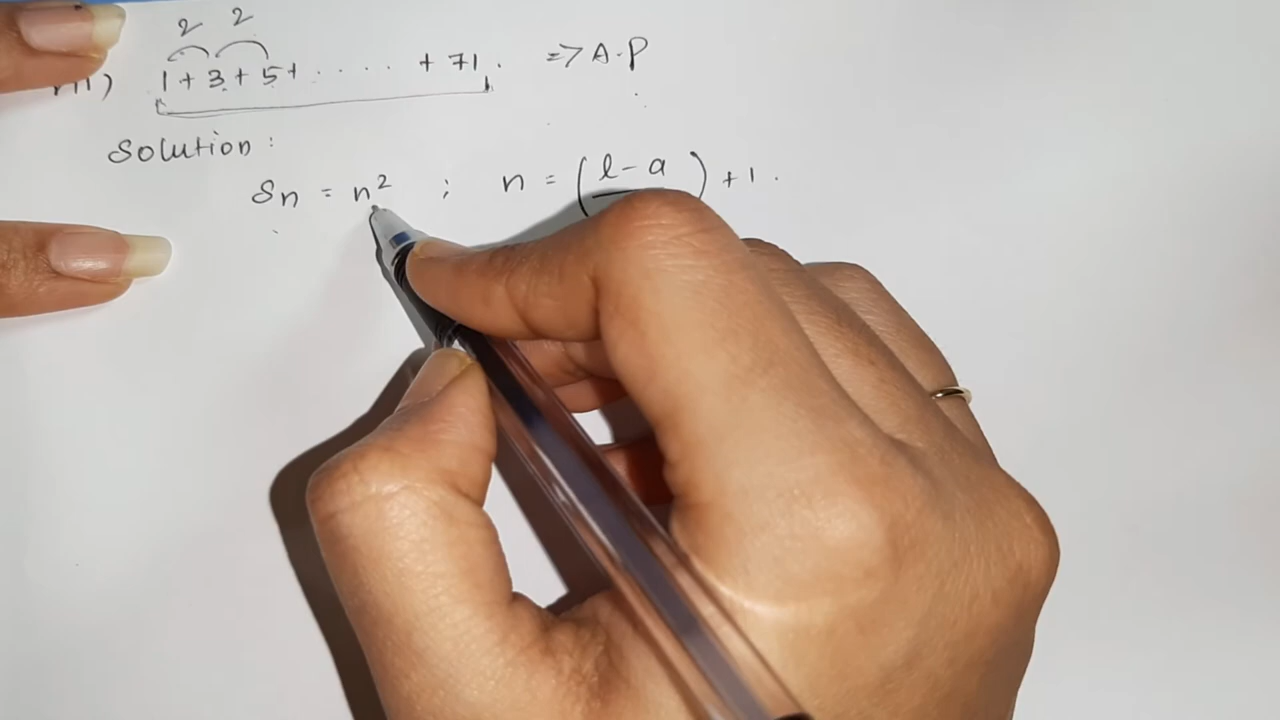 2 2
1 + 3 + 5 + . . . . . + 71 . => A.P
Solution :
Sn = n² ; n = ( l - a ) + 1 .